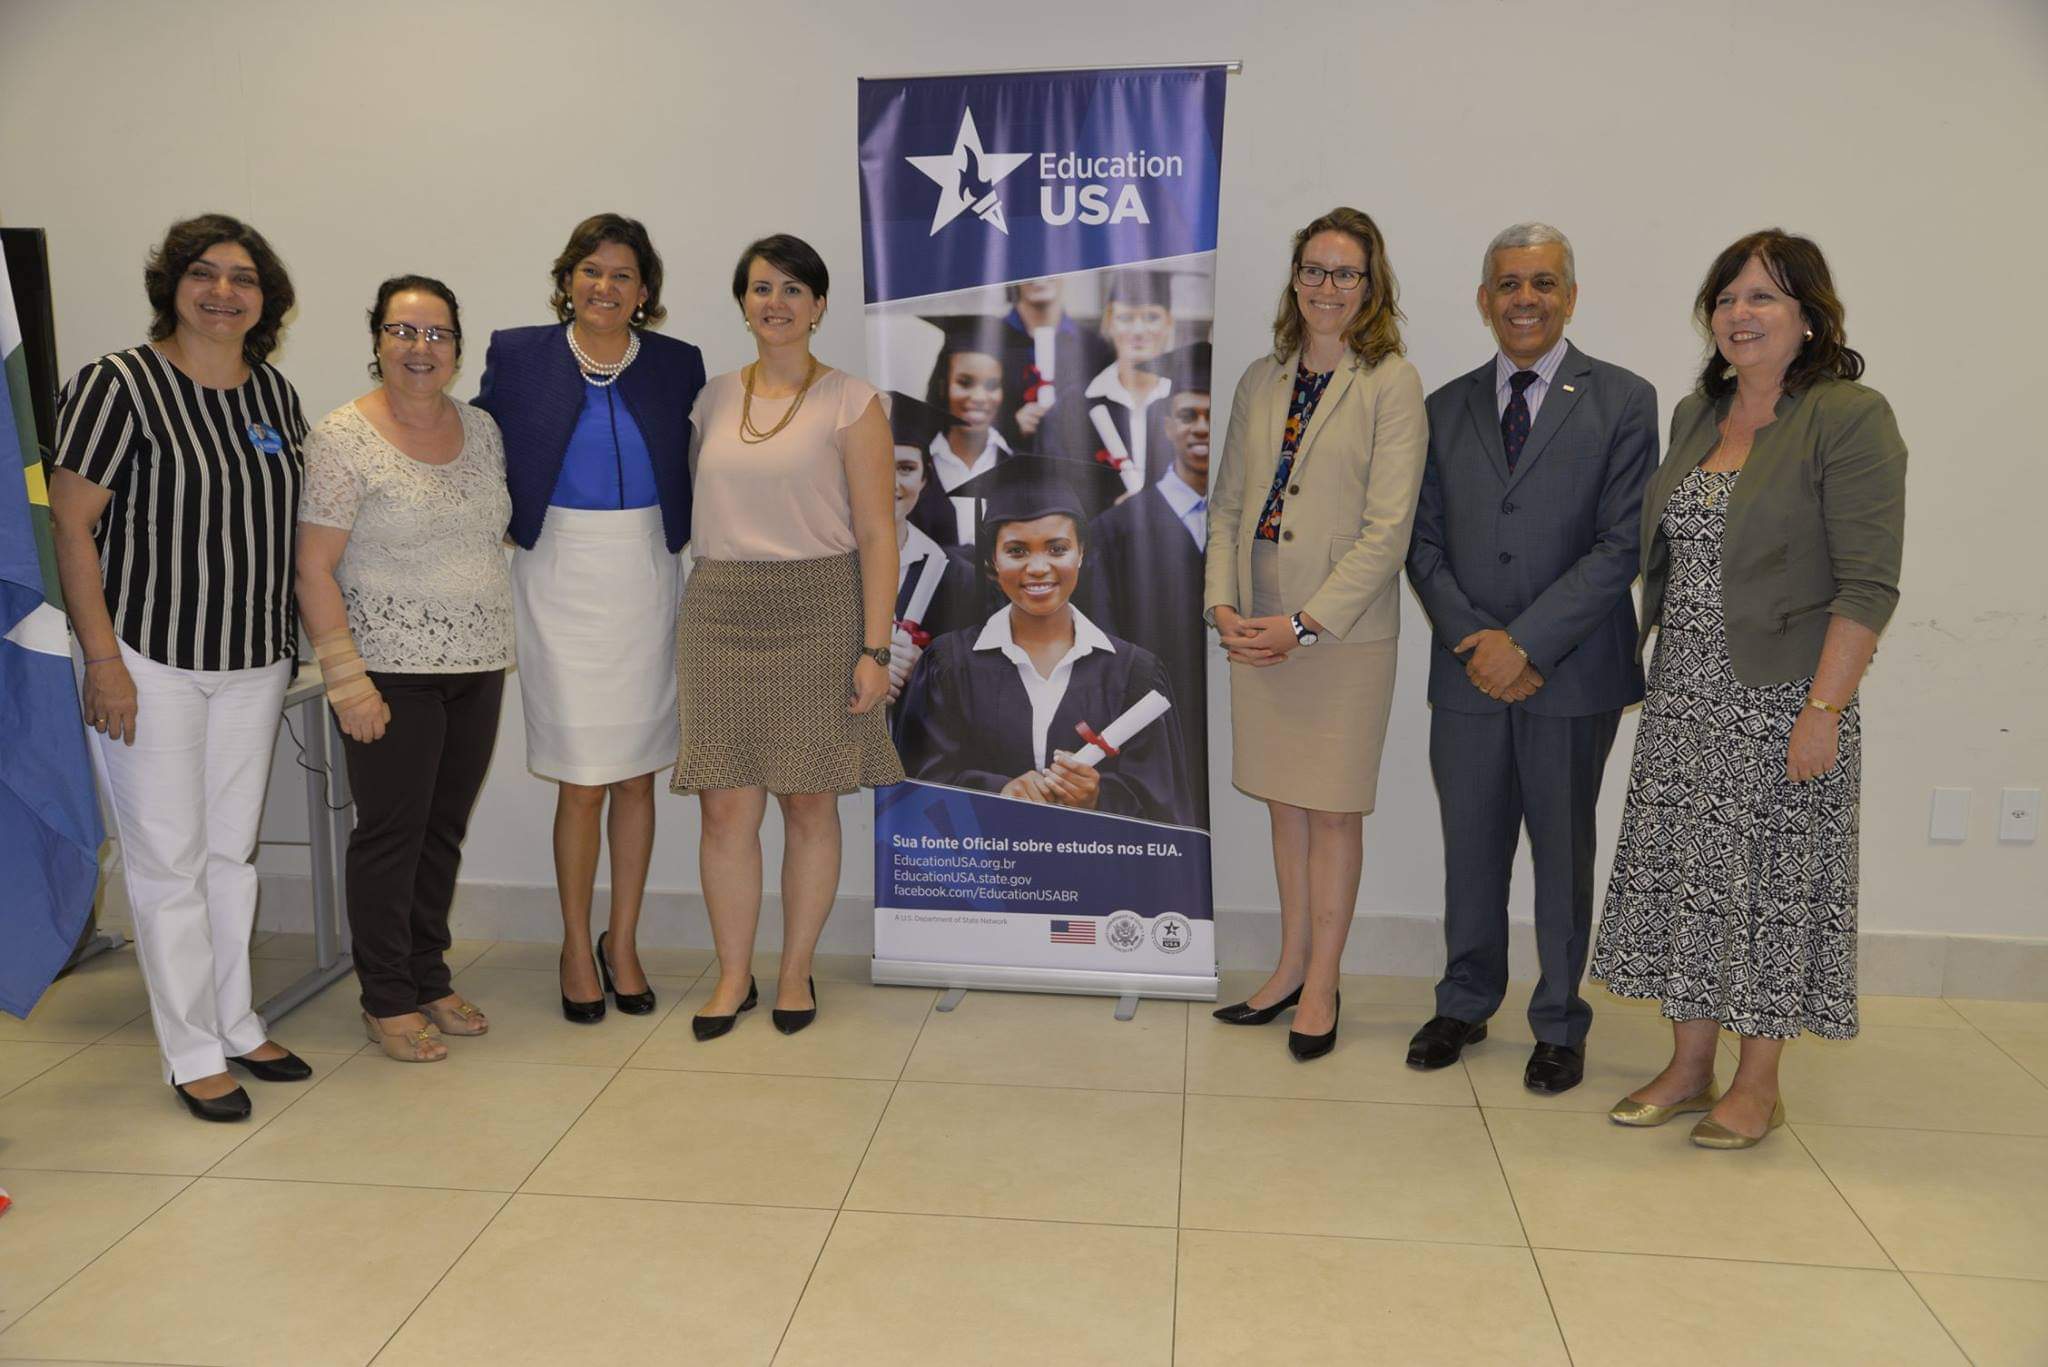 Education
USA
Sua fonte Oficial sobre estudos nos EUA.
EducationUSA.org.br
EducationUSA.state.gov
facebook.com/EducationUSABR
A U.S. Department of State Network